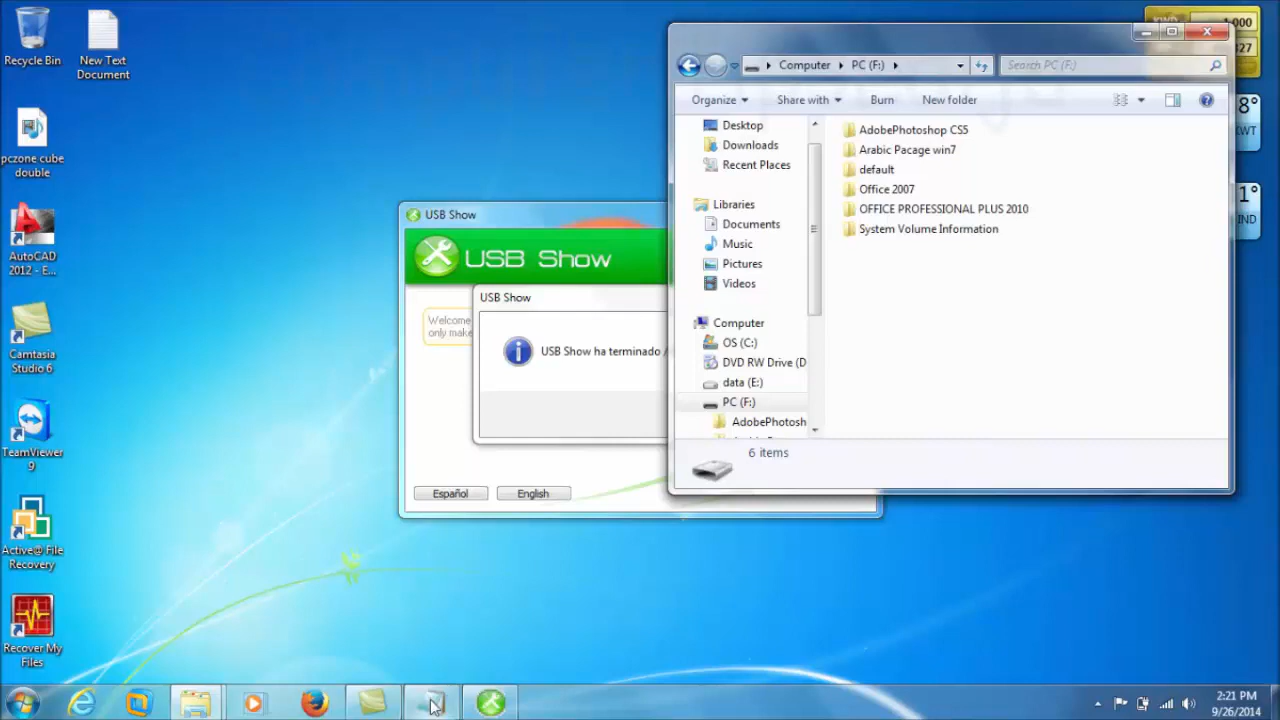 Recycle Bin
New Text
Document
pczone cube
double
AutoCAD
2012 - E...
Camtasia
Studio 6
TeamViewer
9
Active@ File
Recovery
Recover My
Files
USB Show
USB Show
Welcome
only make
USB Show
USB Show ha terminado /
Español
English
Computer
PC (F:)
Search PC (F:)
Organize
Share with
Burn
New folder
Desktop
Downloads
Recent Places
Libraries
Documents
Music
Pictures
Videos
Computer
OS (C:)
DVD RW Drive (D
data (E:)
PC (F:)
AdobePhotosh
AdobePhotoshop CS5
Arabic Pacage win7
default
Office 2007
OFFICE PROFESSIONAL PLUS 2010
System Volume Information
6 items
8°
1°
IND
2:21 PM
9/26/2014